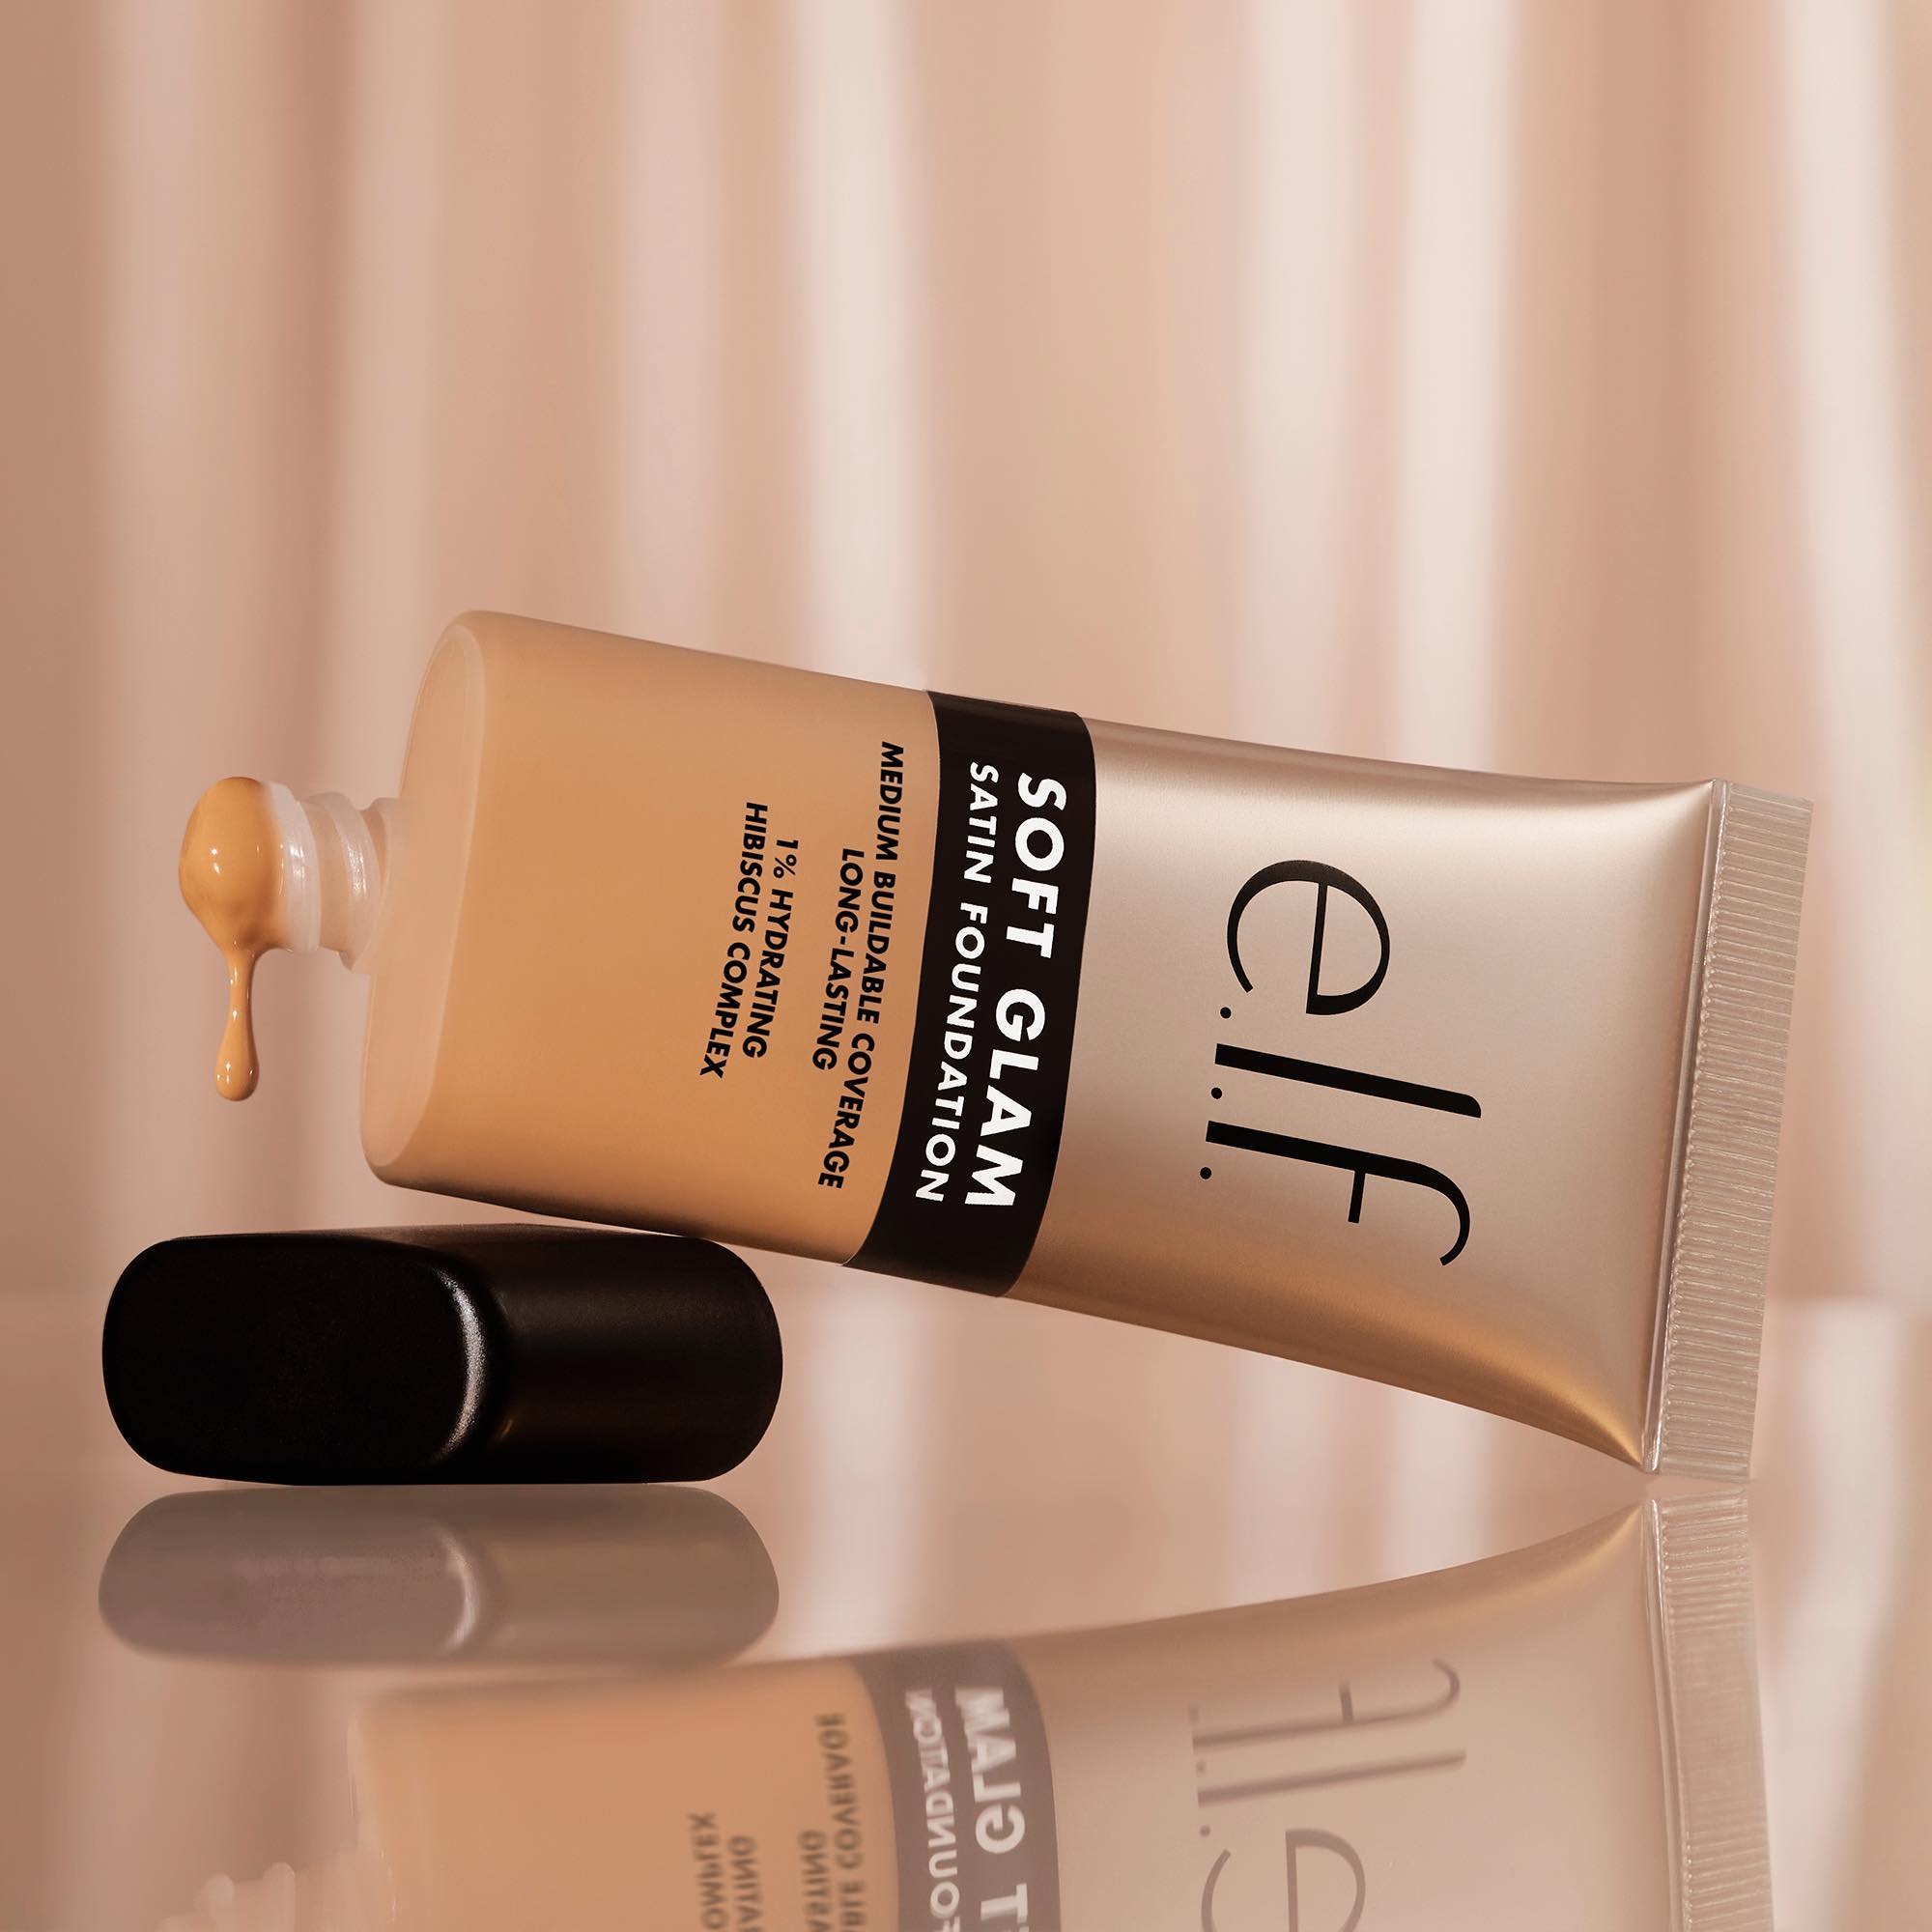 e.l.f.
SOFT GLAM
SATIN FOUNDATION
MEDIUM BUILDABLE COVERAGE
LONG-LASTING
1% HYDRATING
HIBISCUS COMPLEX